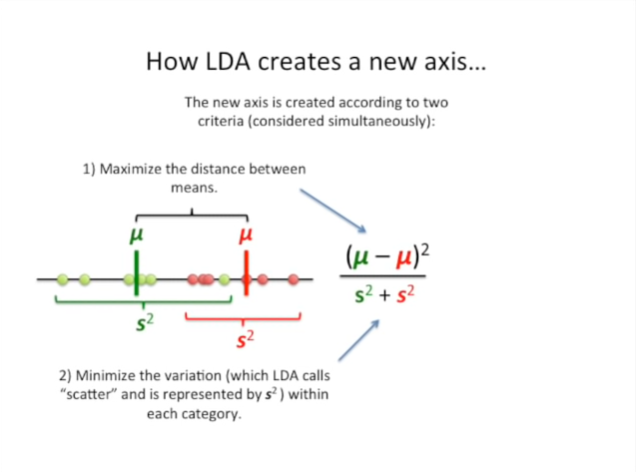 How LDA creates a new axis...
The new axis is created according to two
criteria (considered simultaneously):
1) Maximize the distance between
means.
μ μ
(μ – μ)²
s² + s²
s²
s²
2) Minimize the variation (which LDA calls
“scatter” and is represented by s² ) within
each category.